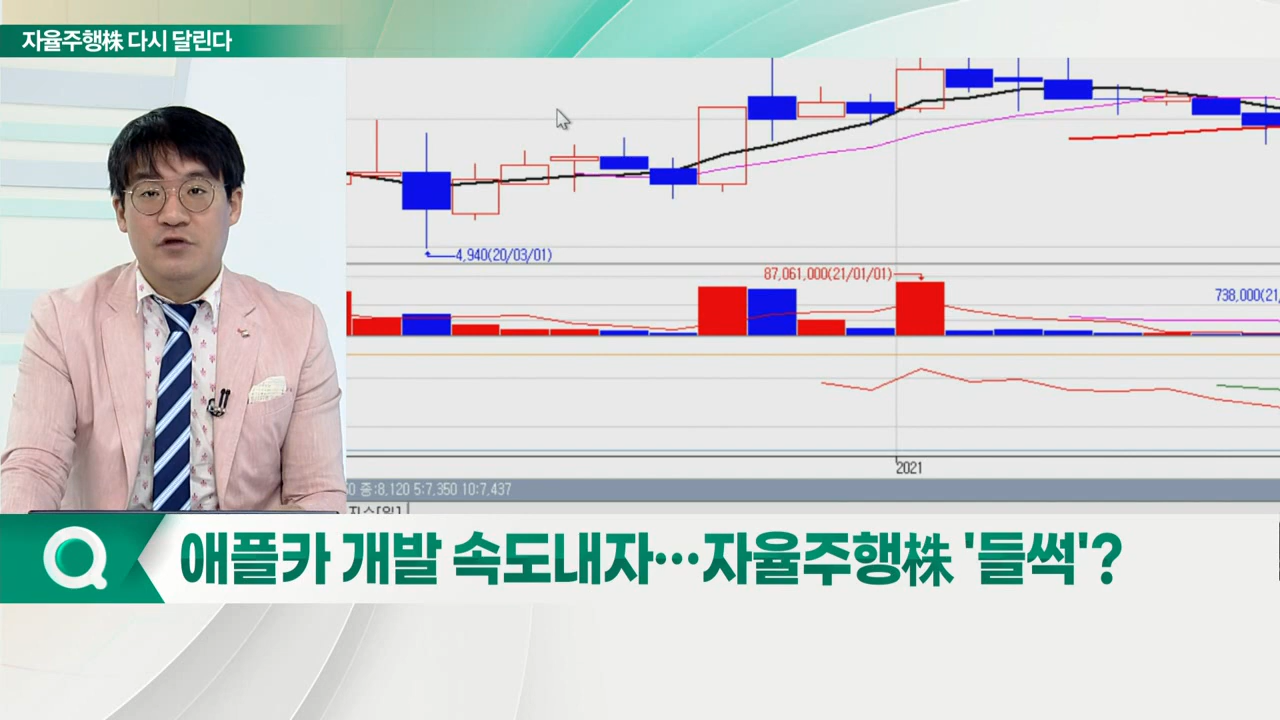 자율주행株 다시 달린다
4,940(20/03/01)
87,061,000(21/01/01)
738,000(21
2021
종:8,120 5:7,350 10:7,437
애플카 개발 속도내자…자율주행株 '들썩'?